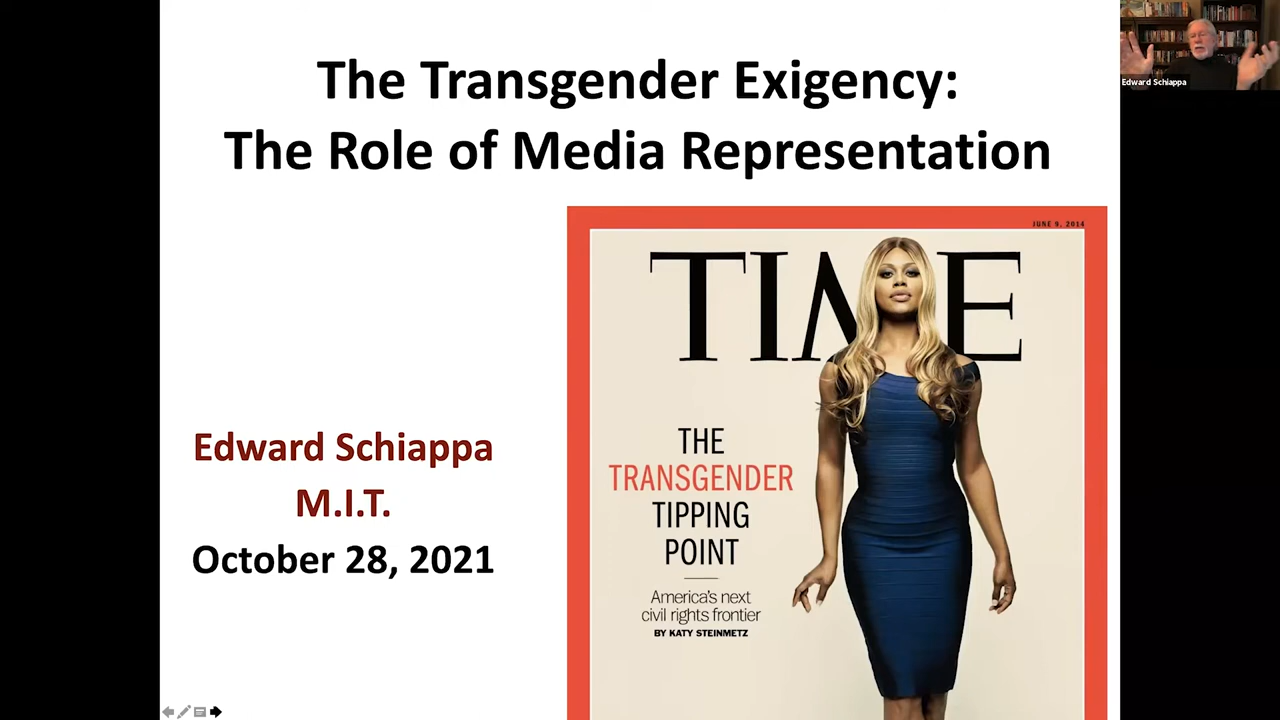 The Transgender Exigency:
The Role of Media Representation
Edward Schiappa
M.I.T.
October 28, 2021
JUNE 9, 2014
TIME
THE
TRANSGENDER
TIPPING
POINT
America's next
civil rights frontier
BY KATY STEINMETZ
Edward Schiappa